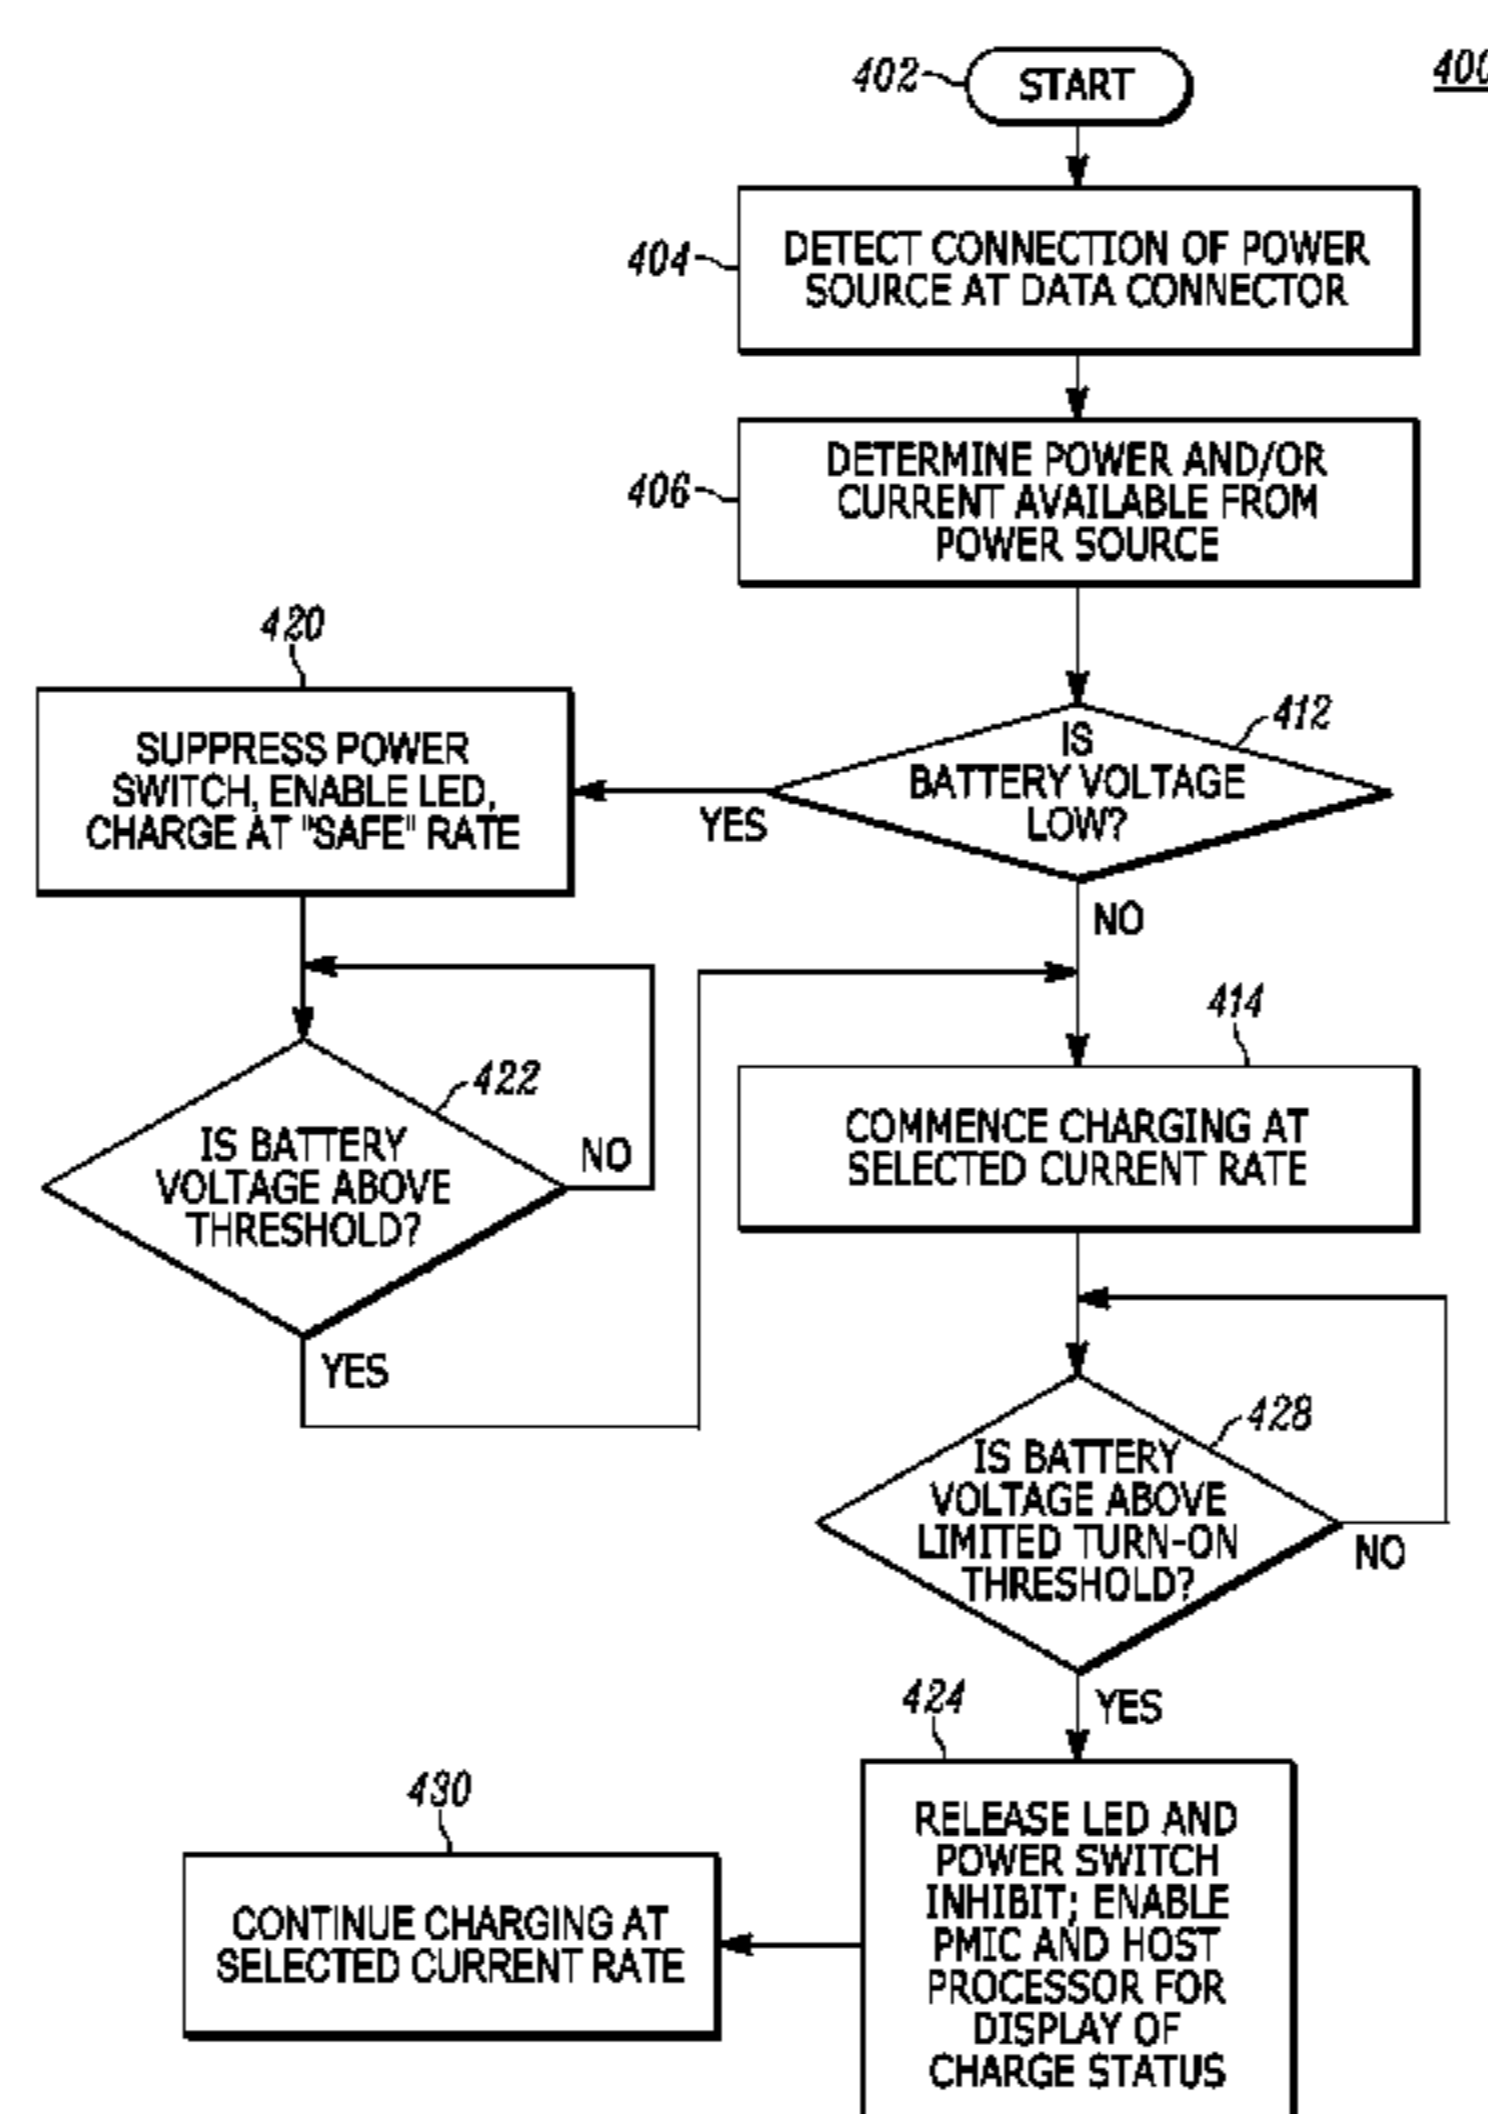 402
START
400
404
DETECT CONNECTION OF POWER
SOURCE AT DATA CONNECTOR
406
DETERMINE POWER AND/OR
CURRENT AVAILABLE FROM
POWER SOURCE
420
SUPPRESS POWER
SWITCH, ENABLE LED,
CHARGE AT "SAFE" RATE
412
IS
BATTERY VOLTAGE
LOW?
YES
NO
422
IS BATTERY
VOLTAGE ABOVE
THRESHOLD?
NO
YES
414
COMMENCE CHARGING AT
SELECTED CURRENT RATE
428
IS BATTERY
VOLTAGE ABOVE
LIMITED TURN-ON
THRESHOLD?
NO
YES
424
RELEASE LED AND
POWER SWITCH
INHIBIT; ENABLE
PMIC AND HOST
PROCESSOR FOR
DISPLAY OF
CHARGE STATUS
430
CONTINUE CHARGING AT
SELECTED CURRENT RATE